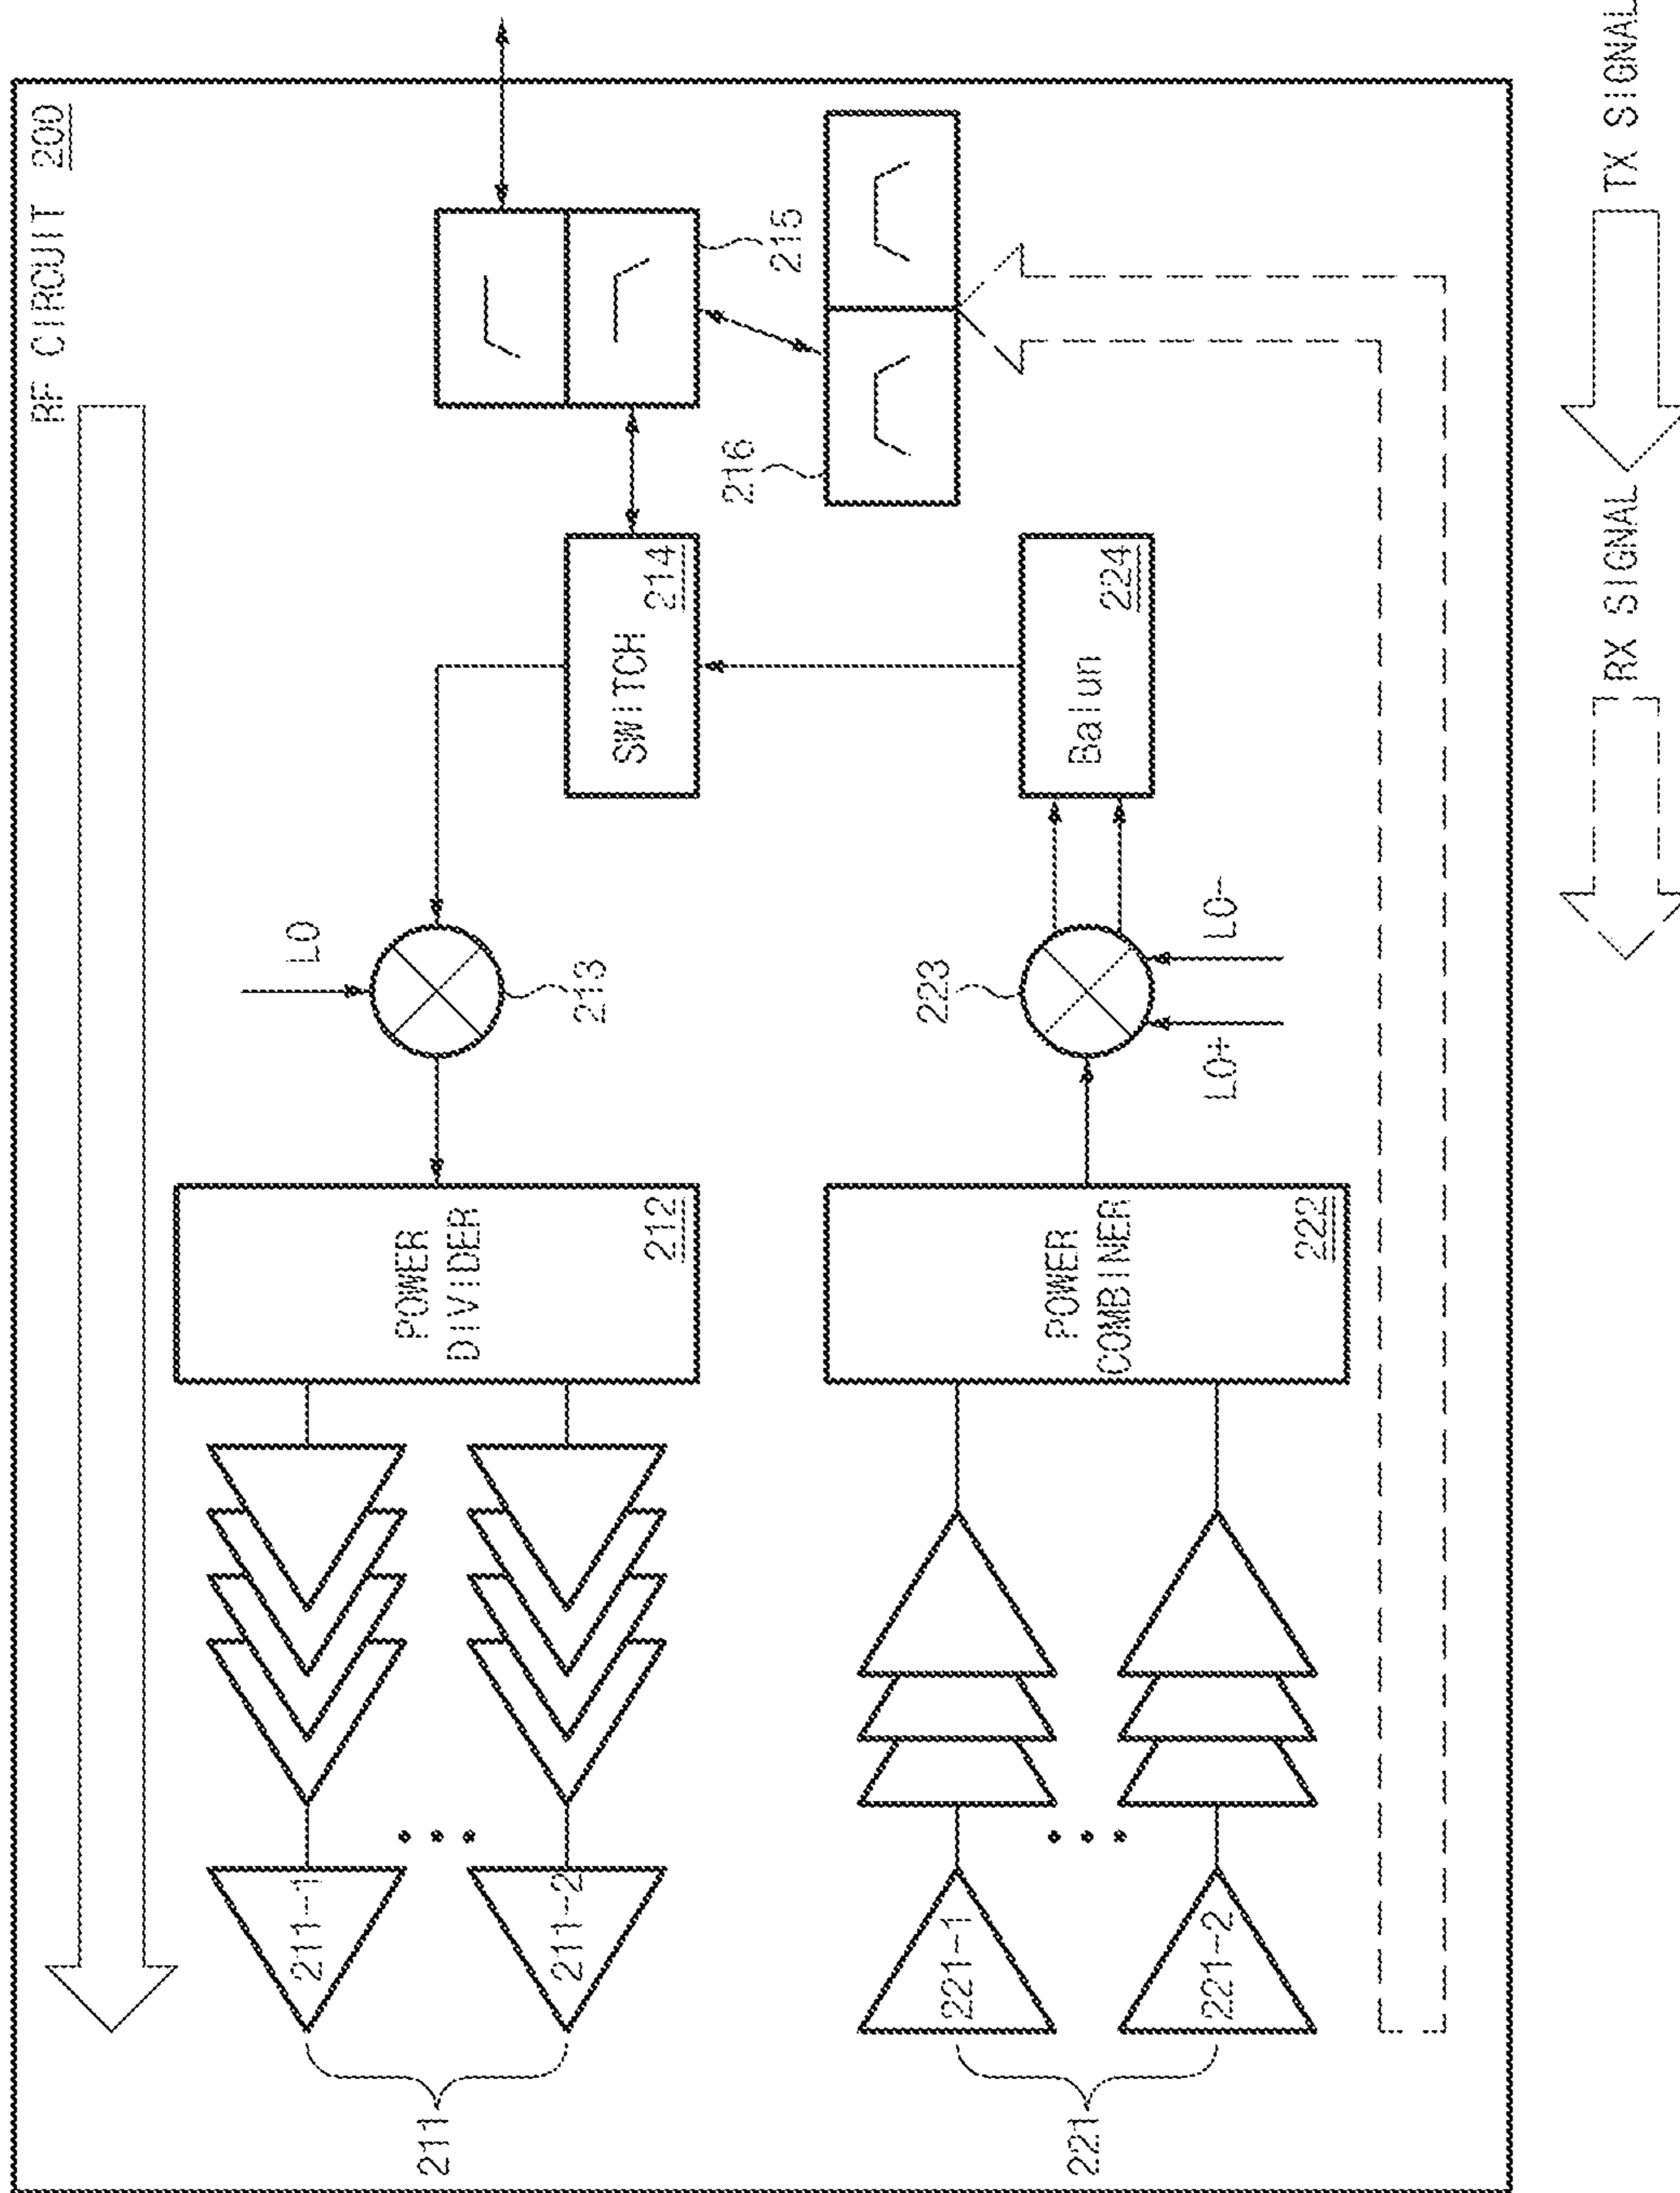 RF CIRCUIT 200
211
211-1
211-2
POWER
DIVIDER
212
LO
213
SWITCH
214
215
216
221
221-1
221-2
POWER
COMBINER
222
223
LO+
LO-
Balun
224
RX SIGNAL
TX SIGNAL